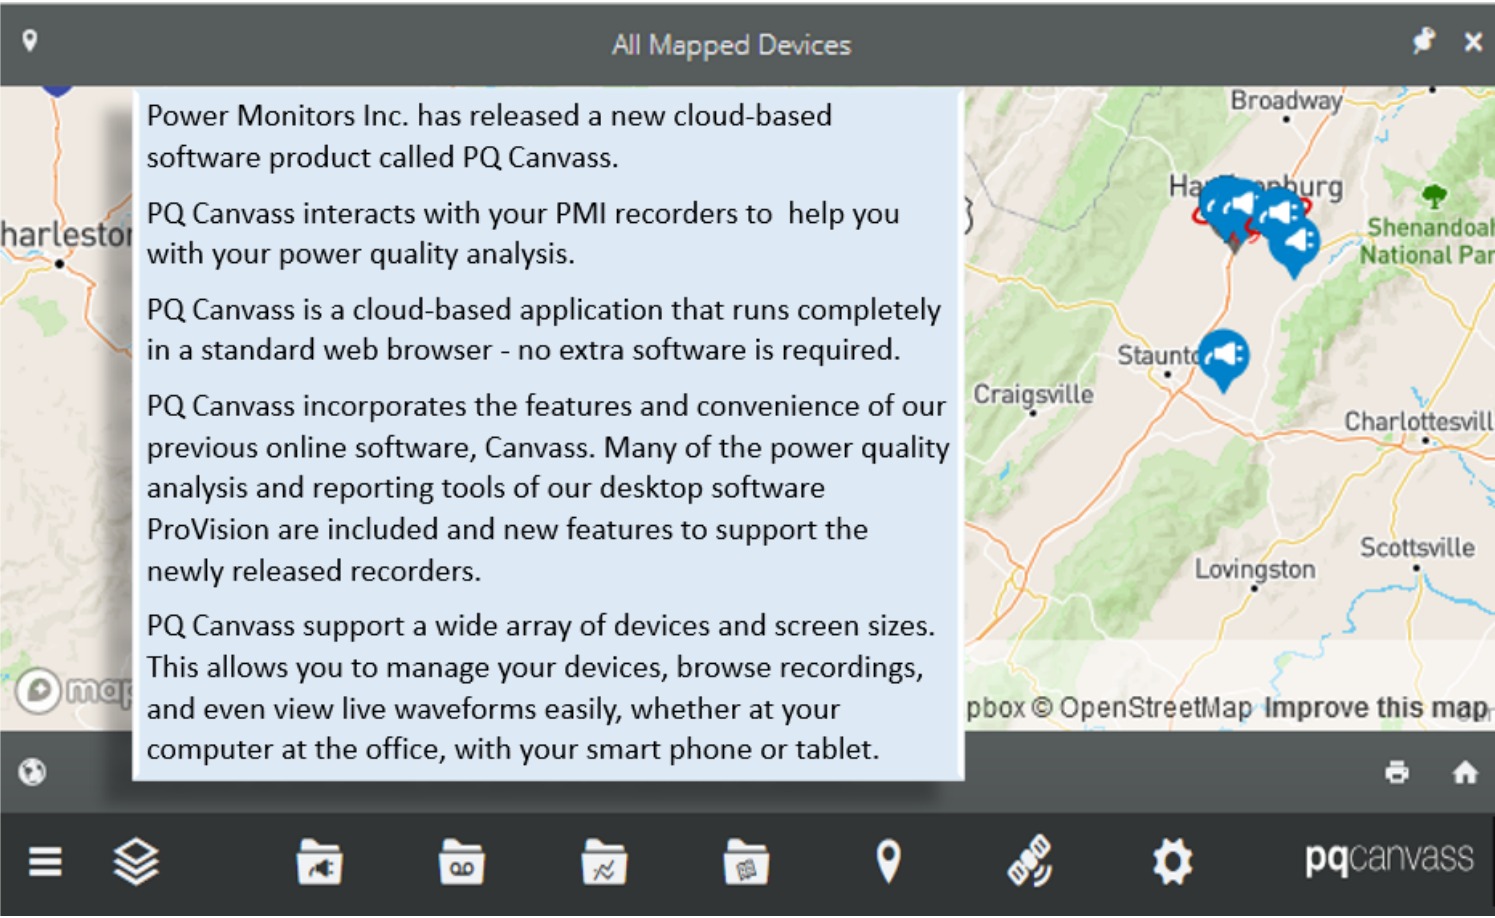 All Mapped Devices
Power Monitors Inc. has released a new cloud-based
software product called PQ Canvass.
PQ Canvass interacts with your PMI recorders to  help you
with your power quality analysis.
PQ Canvass is a cloud-based application that runs completely
in a standard web browser - no extra software is required.
PQ Canvass incorporates the features and convenience of our
previous online software, Canvass. Many of the power quality
analysis and reporting tools of our desktop software
ProVision are included and new features to support the
newly released recorders.
PQ Canvass support a wide array of devices and screen sizes.
This allows you to manage your devices, browse recordings,
and even view live waveforms easily, whether at your
computer at the office, with your smart phone or tablet.
harlesto
Broadway
Shenandoah
National Par
Staunto
Craigsville
Charlottesvill
Scottsville
Lovingston
map
pbox © OpenStreetMap Improve this map
pqcanvass